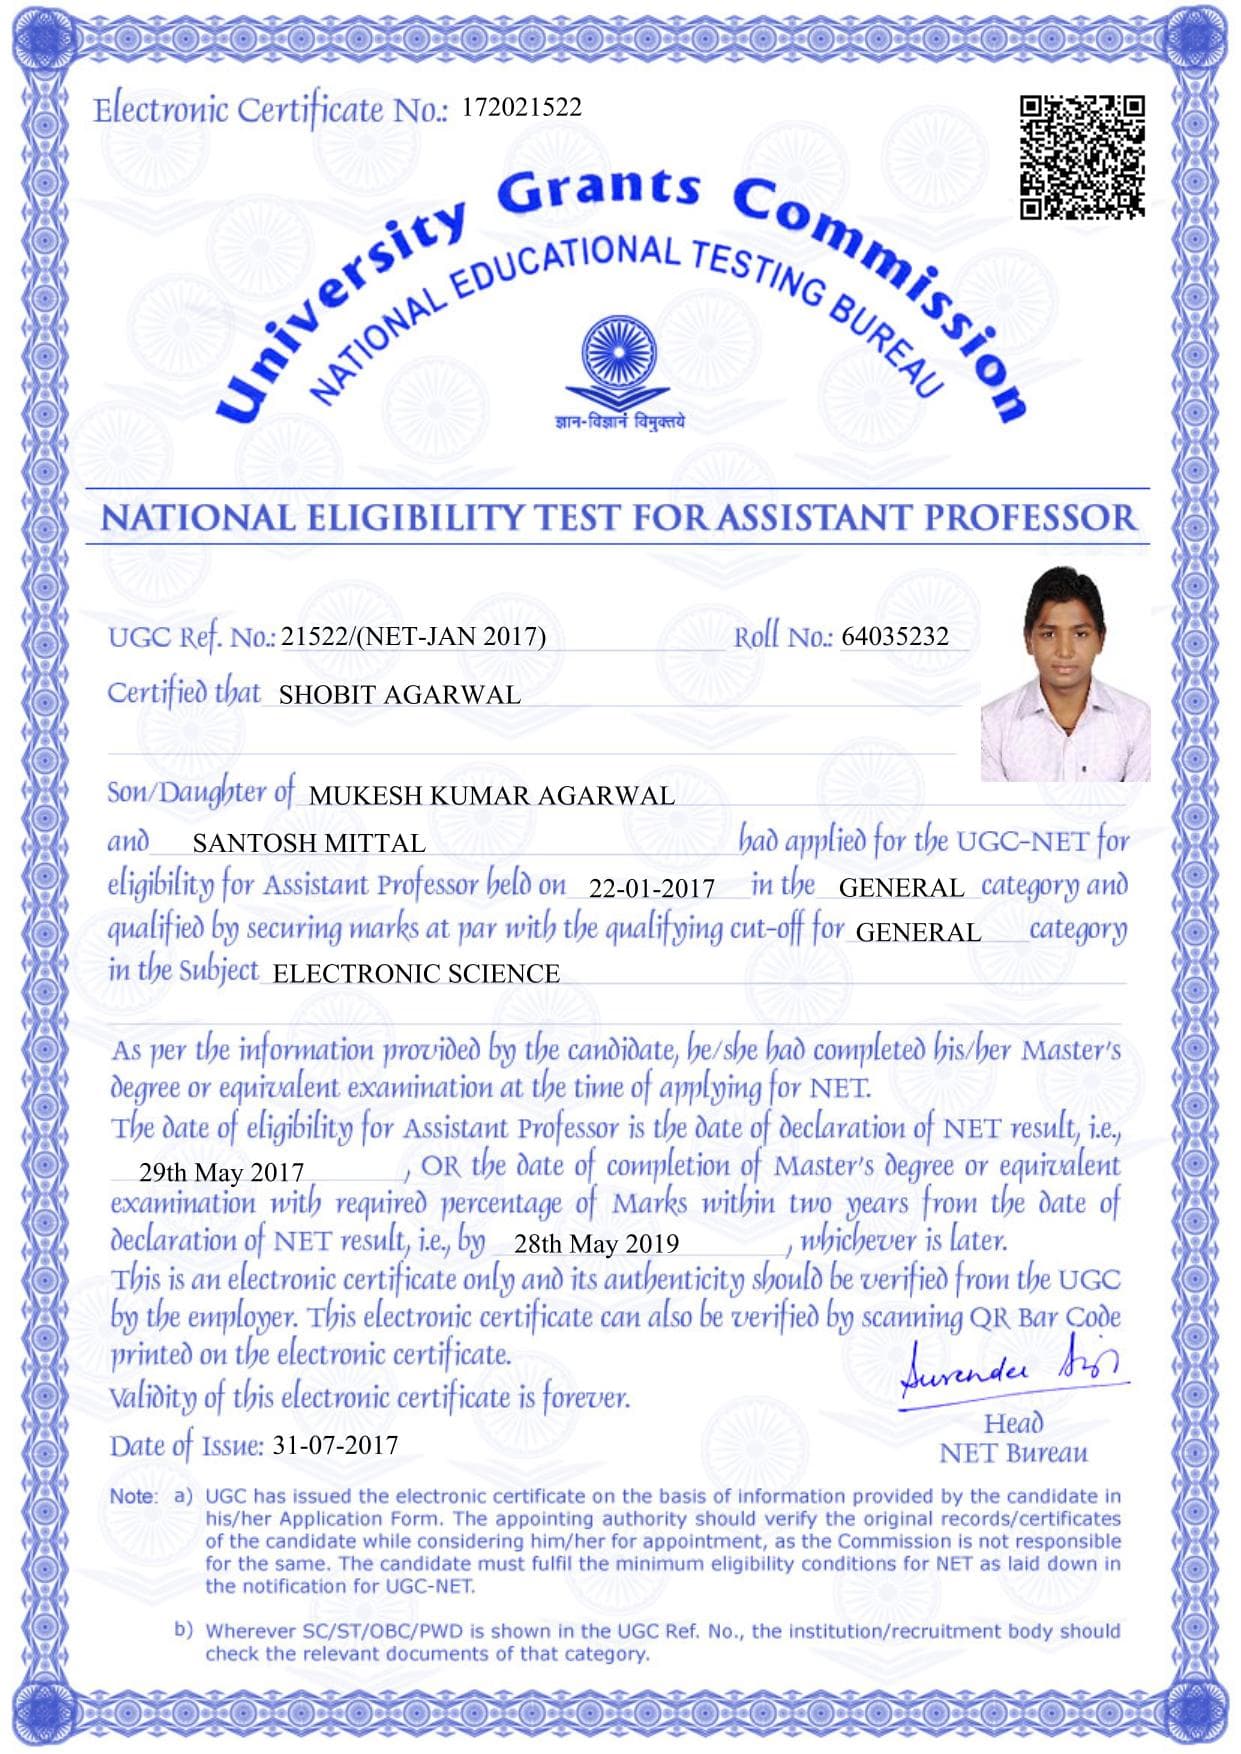 Electronic Certificate No.: 172021522
University Grants Commission
NATIONAL EDUCATIONAL TESTING BUREAU
ज्ञान-विज्ञानं विमुक्तये
NATIONAL ELIGIBILITY TEST FOR ASSISTANT PROFESSOR
UGC Ref. No.: 21522/(NET-JAN 2017) Roll No.: 64035232
Certified that SHOBIT AGARWAL
Son/Daughter of MUKESH KUMAR AGARWAL
and SANTOSH MITTAL had applied for the UGC-NET for
eligibility for Assistant Professor held on 22-01-2017 in the GENERAL category and
qualified by securing marks at par with the qualifying cut-off for GENERAL category
in the Subject ELECTRONIC SCIENCE
As per the information provided by the candidate, he/she had completed his/her Master's
degree or equivalent examination at the time of applying for NET.
The date of eligibility for Assistant Professor is the date of declaration of NET result, i.e.,
29th May 2017 , OR the date of completion of Master's degree or equivalent
examination with required percentage of Marks within two years from the date of
declaration of NET result, i.e., by 28th May 2019 , whichever is later.
This is an electronic certificate only and its authenticity should be verified from the UGC
by the employer. This electronic certificate can also be verified by scanning QR Bar Code
printed on the electronic certificate.
Validity of this electronic certificate is forever.
Surender
Head
Date of Issue: 31-07-2017
NET Bureau
Note: a) UGC has issued the electronic certificate on the basis of information provided by the candidate in
his/her Application Form. The appointing authority should verify the original records/certificates
of the candidate while considering him/her for appointment, as the Commission is not responsible
for the same. The candidate must fulfil the minimum eligibility conditions for NET as laid down in
the notification for UGC-NET.
b) Wherever SC/ST/OBC/PWD is shown in the UGC Ref. No., the institution/recruitment body should
check the relevant documents of that category.